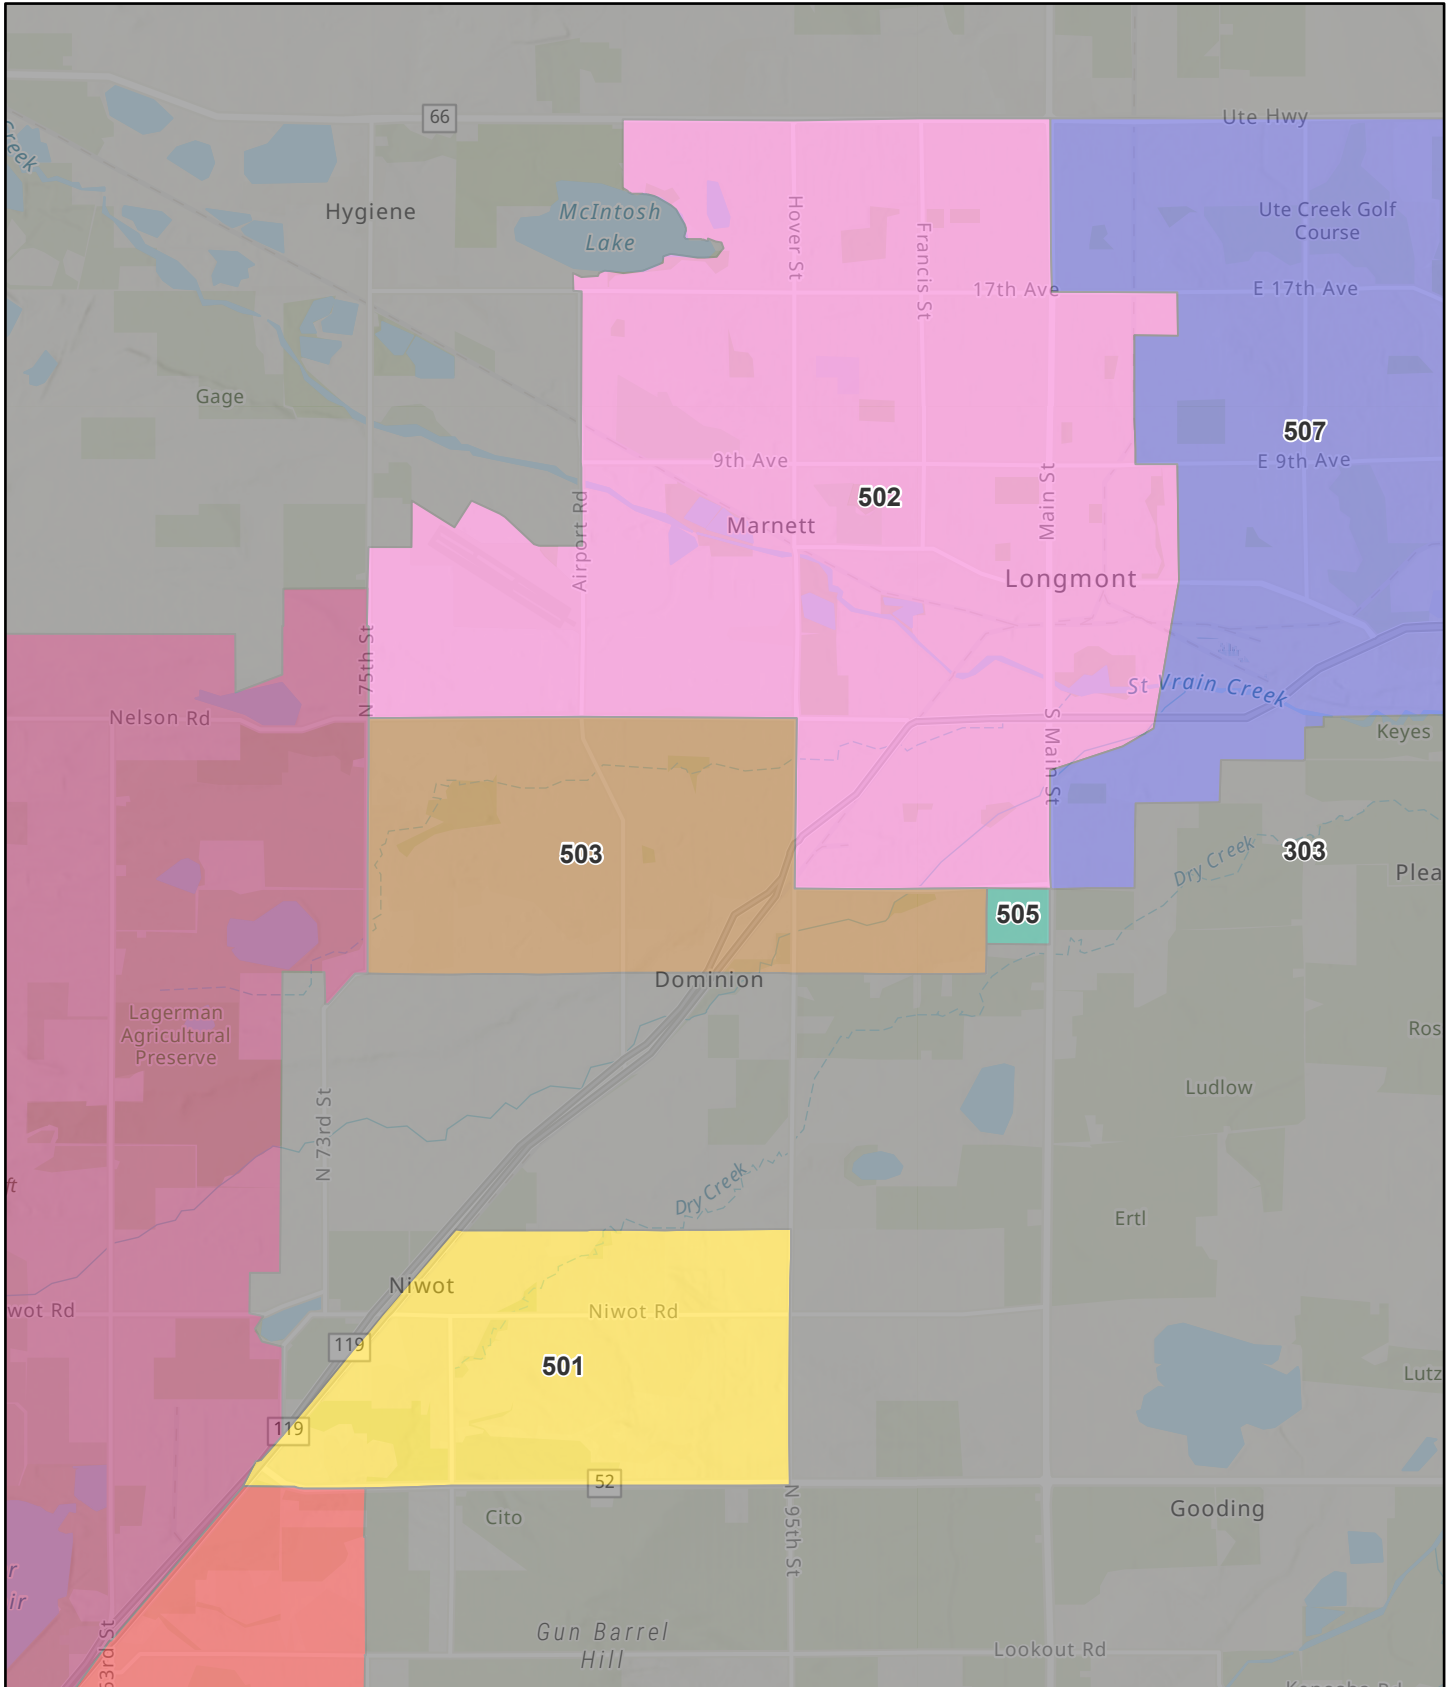 66
Ute Hwy
Creek
Hygiene
McIntosh
Lake
Hover St
Francis St
Ute Creek Golf
Course
17th Ave
E 17th Ave
Gage
507
9th Ave
E 9th Ave
502
Marnett
Main St
Airport Rd
Longmont
N 75th St
St Vrain Creek
Nelson Rd
S Main St
Keyes
503
303
Dry Creek
Plea
505
Dominion
Lagerman
Agricultural
Preserve
Ros
Ludlow
N 73rd St
ft
Dry Creek
Ertl
Niwot
wot Rd
Niwot Rd
119
501
Lutz
119
52
Cito
N 95th St
Gooding
r
ir
Gun Barrel
Hill
63rd St
Lookout Rd